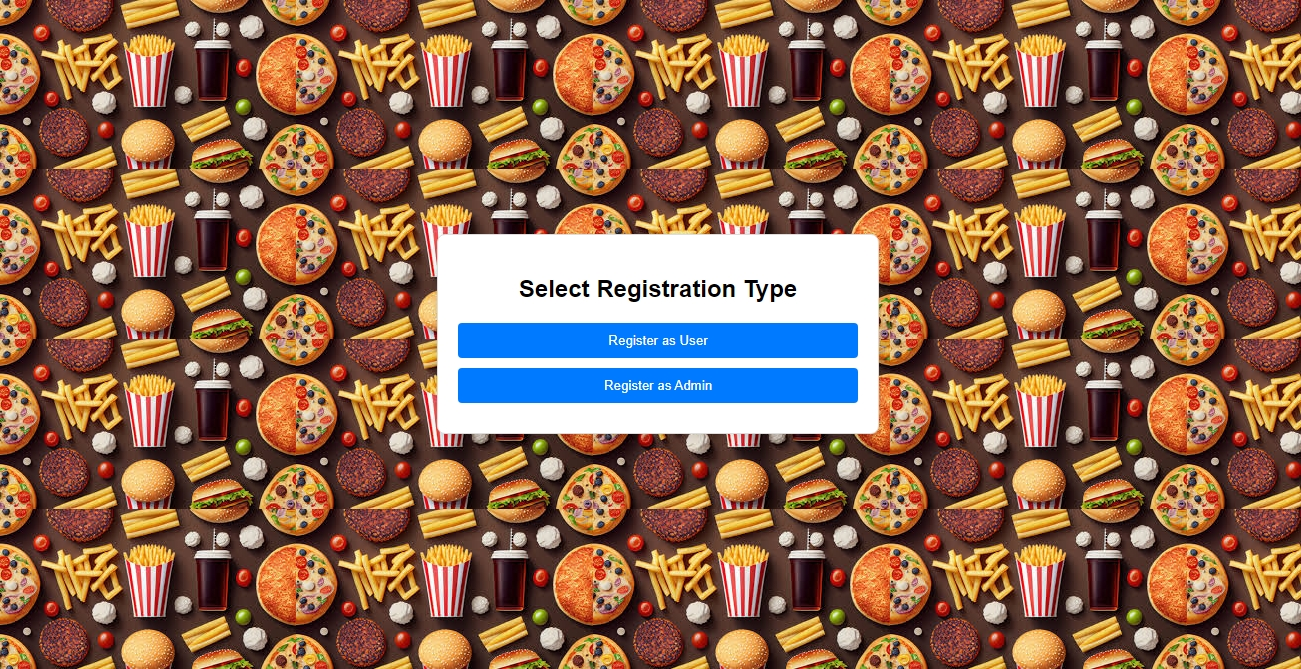 Select Registration Type
Register as User
Register as Admin